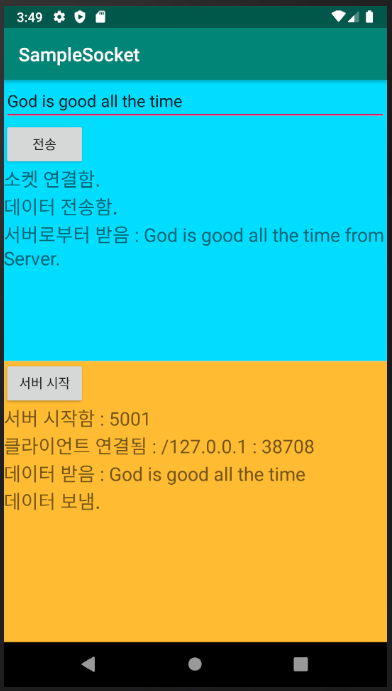 3:49
SampleSocket
God is good all the time
전송
소켓 연결함.
데이터 전송함.
서버로부터 받음 : God is good all the time from
Server.
서버 시작
서버 시작함 : 5001
클라이언트 연결됨 : /127.0.0.1 : 38708
데이터 받음 : God is good all the time
데이터 보냄.